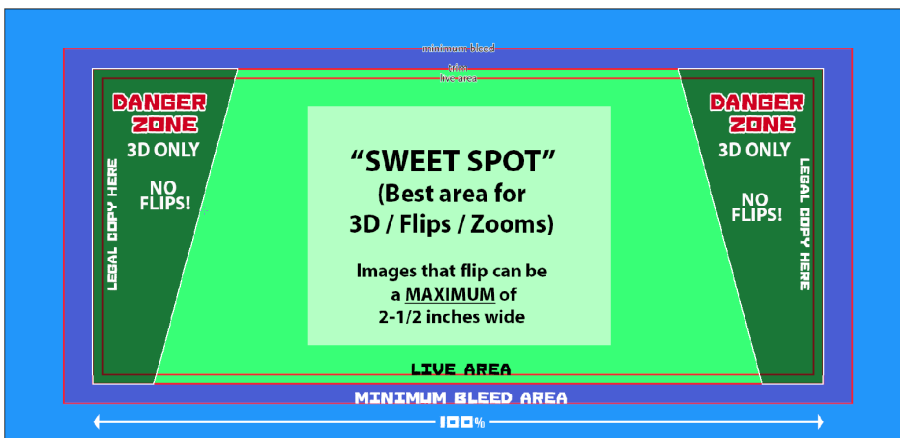 minimum bleed
trim
live area
DANGER
ZONE
3D ONLY
NO
FLIPS!
LEGAL COPY HERE
“SWEET SPOT”
(Best area for
3D / Flips / Zooms)
Images that flip can be
a MAXIMUM of
2-1/2 inches wide
DANGER
ZONE
3D ONLY
NO
FLIPS!
LEGAL COPY HERE
LIVE AREA
MINIMUM BLEED AREA
100%